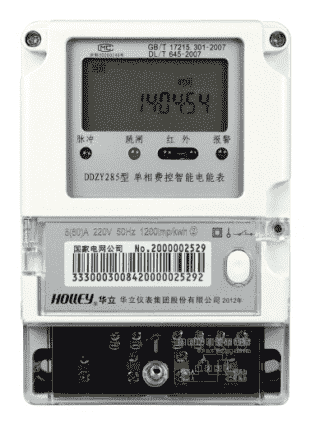 MC
GB/T 17215.301-2007
DL/T 645-2007
140454
脉冲 跳闸 红 外 报警
DDZY285型 单相费控智能电能表
5(60)A 220V 50Hz 1200imp/kwh ②
国家电网公司 No.2000002529
3330003008420000025292
HOLLEY 华立 华立仪表集团股份有限公司 2012年